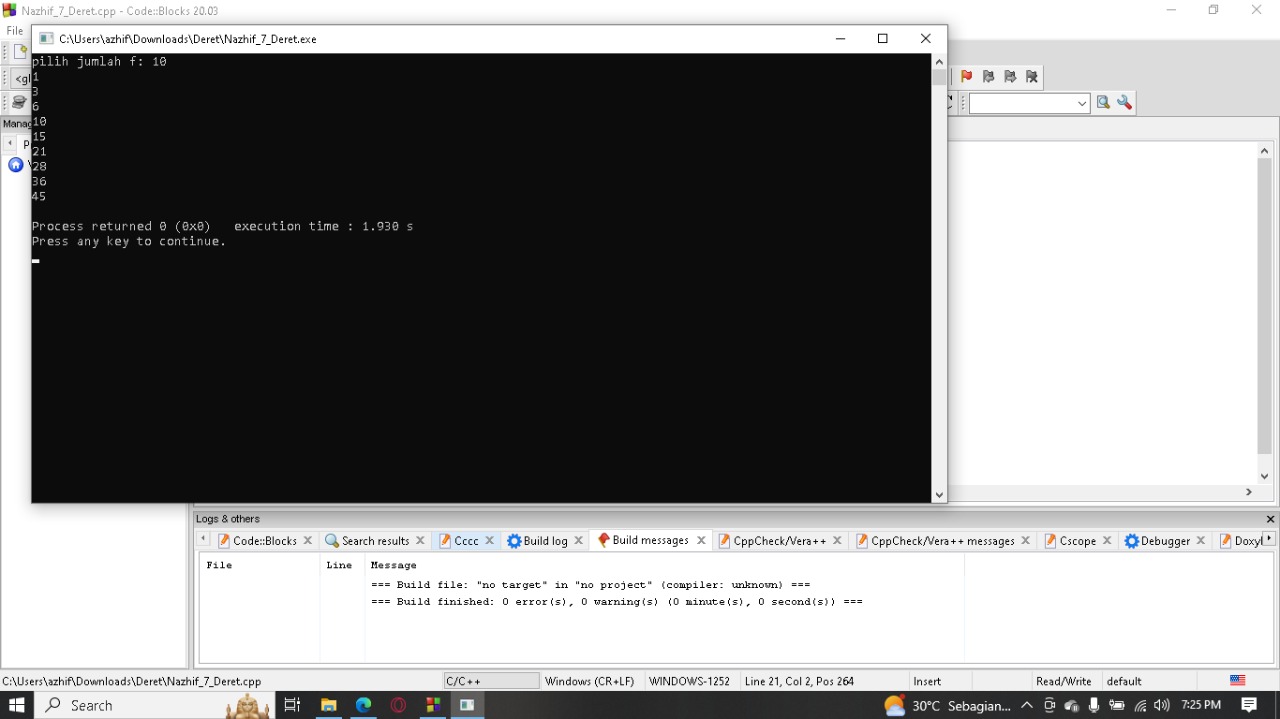 Nazhif_7_Deret.cpp - Code::Blocks 20.03
File
C:\Users\azhif\Downloads\Deret\Nazhif_7_Deret.exe
pilih jumlah f: 10
1
3
6
10
15
21
28
36
45
Process returned 0 (0x0)   execution time : 1.930 s
Press any key to continue.
Logs & others
Code::Blocks
Search results
Cccc
Build log
Build messages
CppCheck/Vera++
CppCheck/Vera++ messages
Cscope
Debugger
File Line Message
=== Build file: "no target" in "no project" (compiler: unknown) ===
=== Build finished: 0 error(s), 0 warning(s) (0 minute(s), 0 second(s)) ===
C:\Users\azhif\Downloads\Deret\Nazhif_7_Deret.cpp C/C++ Windows (CR+LF) WINDOWS-1252 Line 21, Col 2, Pos 264 Insert Read/Write default
Search 30°C Sebagian... 7:25 PM